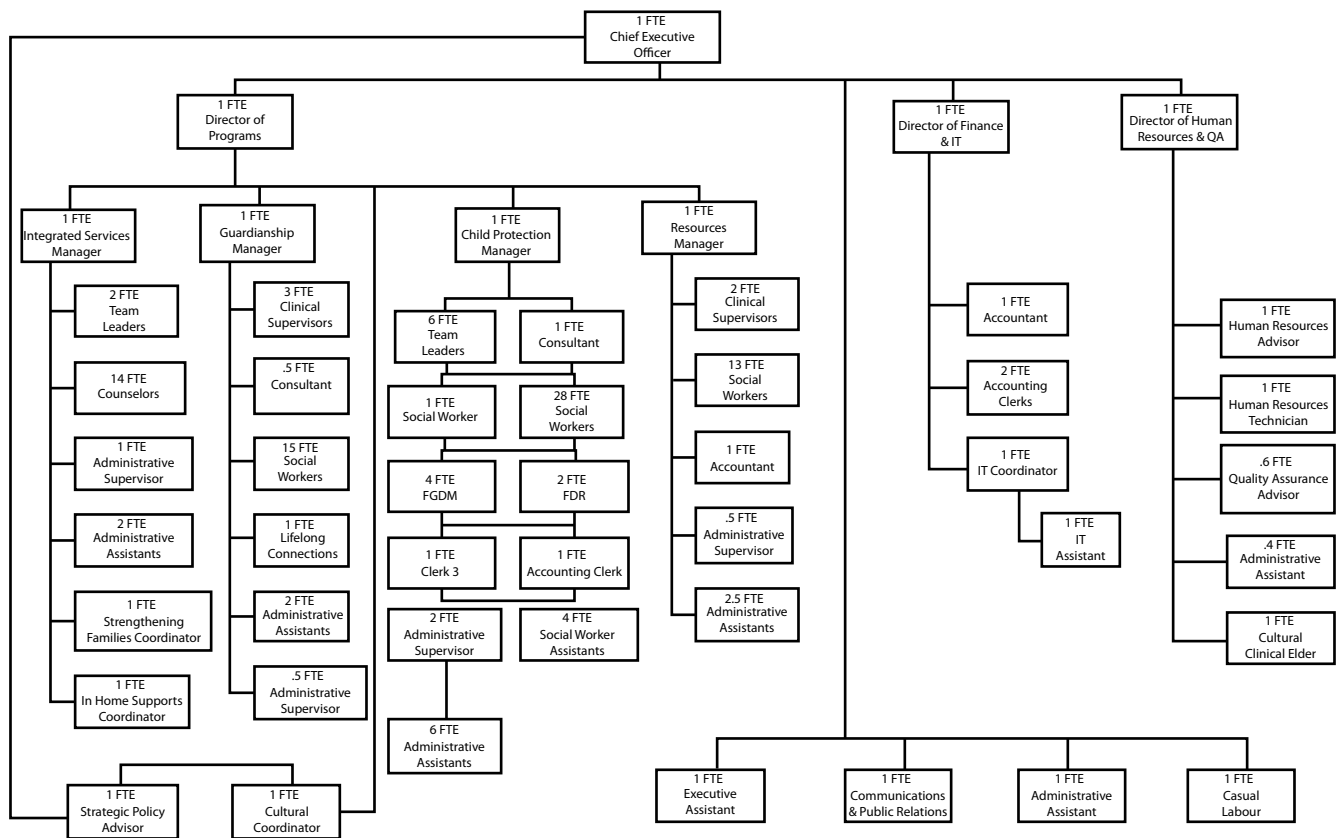 1 FTE
Chief Executive
Officer
1 FTE
Director of
Programs
1 FTE
Director of Finance
& IT
1 FTE
Director of Human
Resources & QA
1 FTE
Integrated Services
Manager
1 FTE
Guardianship
Manager
1 FTE
Child Protection
Manager
1 FTE
Resources
Manager
2 FTE
Team
Leaders
14 FTE
Counselors
1 FTE
Administrative
Supervisor
2 FTE
Administrative
Assistants
1 FTE
Strengthening
Families Coordinator
1 FTE
In Home Supports
Coordinator
3 FTE
Clinical
Supervisors
.5 FTE
Consultant
15 FTE
Social
Workers
1 FTE
Lifelong
Connections
2 FTE
Administrative
Assistants
.5 FTE
Administrative
Supervisor
6 FTE
Team
Leaders
1 FTE
Consultant
1 FTE
Social Worker
28 FTE
Social
Workers
4 FTE
FGDM
2 FTE
FDR
1 FTE
Clerk 3
1 FTE
Accounting Clerk
2 FTE
Administrative
Supervisor
4 FTE
Social Worker
Assistants
6 FTE
Administrative
Assistants
2 FTE
Clinical
Supervisors
13 FTE
Social
Workers
1 FTE
Accountant
.5 FTE
Administrative
Supervisor
2.5 FTE
Administrative
Assistants
1 FTE
Accountant
2 FTE
Accounting
Clerks
1 FTE
IT Coordinator
1 FTE
IT
Assistant
1 FTE
Human Resources
Advisor
1 FTE
Human Resources
Technician
.6 FTE
Quality Assurance
Advisor
.4 FTE
Administrative
Assistant
1 FTE
Cultural
Clinical Elder
1 FTE
Strategic Policy
Advisor
1 FTE
Cultural
Coordinator
1 FTE
Executive
Assistant
1 FTE
Communications
& Public Relations
1 FTE
Administrative
Assistant
1 FTE
Casual
Labour